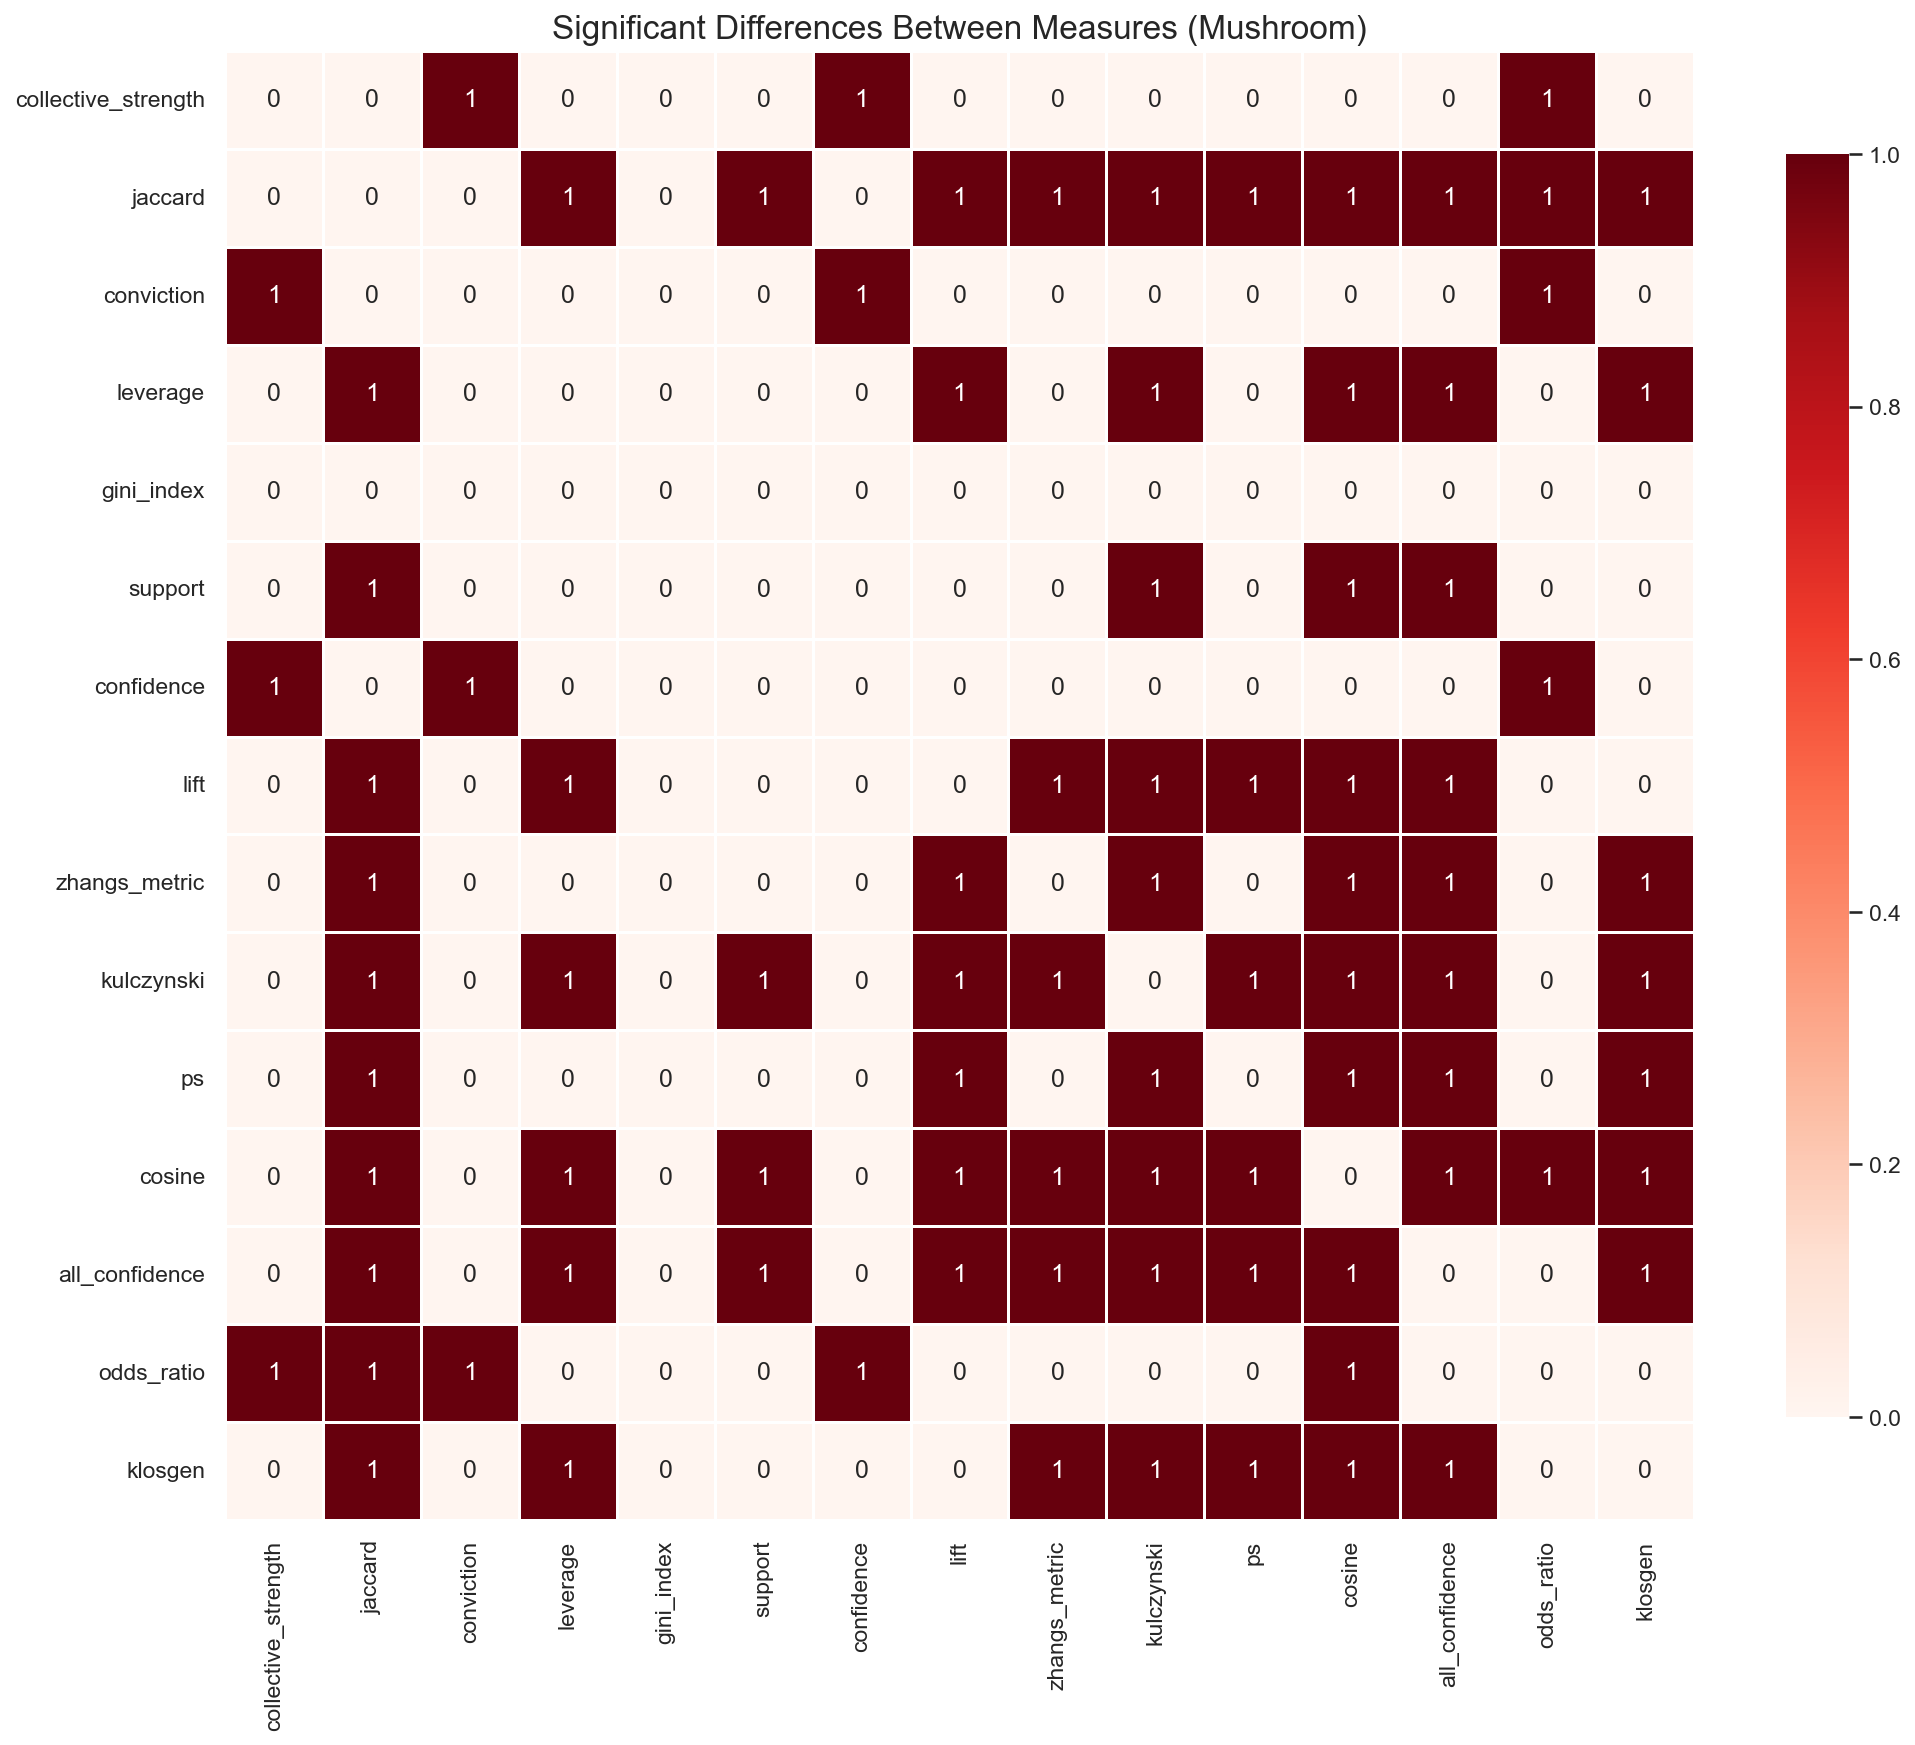 Significant Differences Between Measures (Mushroom)
collective_strength 0 0 1 0 0 0 1 0 0 0 0 0 0 1 0
jaccard 0 0 0 1 0 1 0 1 1 1 1 1 1 1 1
conviction 1 0 0 0 0 0 1 0 0 0 0 0 0 1 0
leverage 0 1 0 0 0 0 0 1 0 1 0 1 1 0 1
gini_index 0 0 0 0 0 0 0 0 0 0 0 0 0 0 0
support 0 1 0 0 0 0 0 0 0 1 0 1 1 0 0
confidence 1 0 1 0 0 0 0 0 0 0 0 0 0 1 0
lift 0 1 0 1 0 0 0 0 1 1 1 1 1 0 0
zhangs_metric 0 1 0 0 0 0 0 1 0 1 0 1 1 0 1
kulczynski 0 1 0 1 0 1 0 1 1 0 1 1 1 0 1
ps 0 1 0 0 0 0 0 1 0 1 0 1 1 0 1
cosine 0 1 0 1 0 1 0 1 1 1 1 0 1 1 1
all_confidence 0 1 0 1 0 1 0 1 1 1 1 1 0 0 1
odds_ratio 1 1 1 0 0 0 1 0 0 0 0 1 0 0 0
klosgen 0 1 0 1 0 0 0 0 1 1 1 1 1 0 0
collective_strength
jaccard
conviction
leverage
gini_index
support
confidence
lift
zhangs_metric
kulczynski
ps
cosine
all_confidence
odds_ratio
klosgen
1.0
0.8
0.6
0.4
0.2
0.0